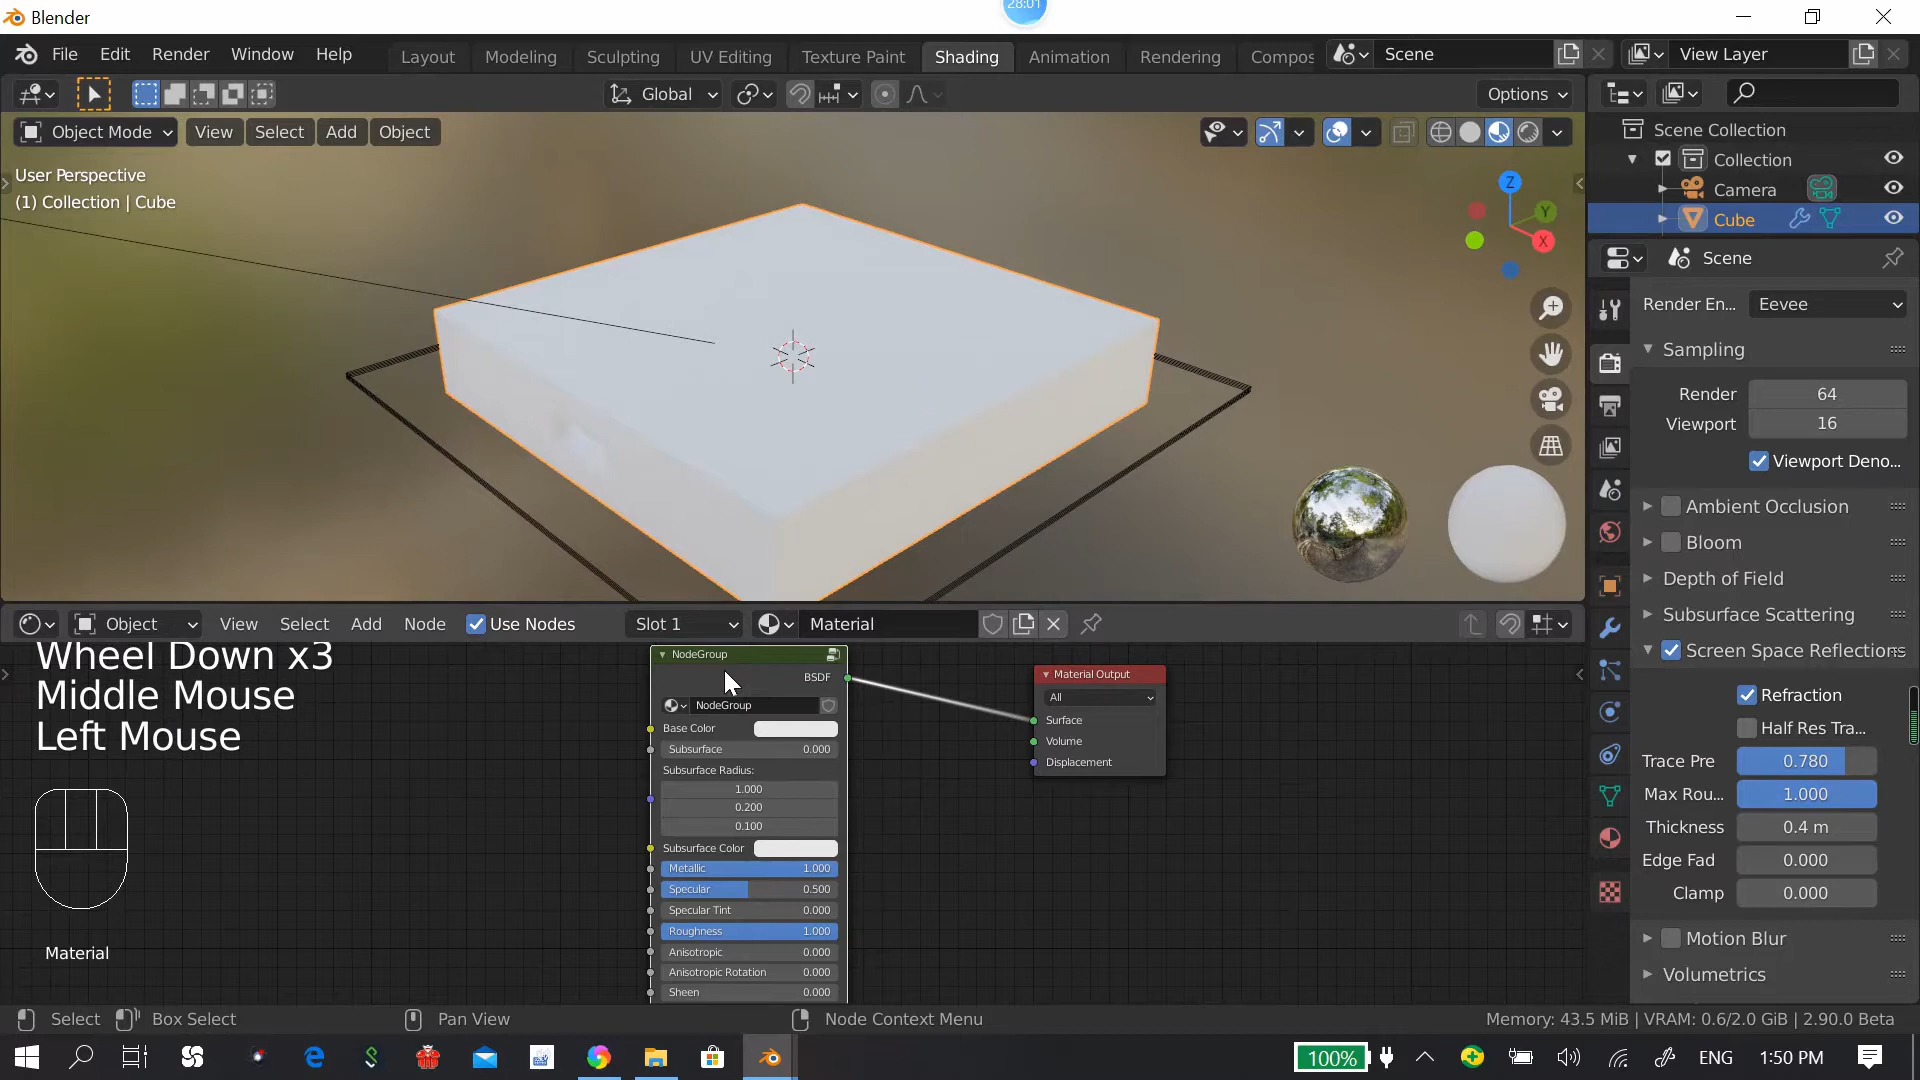 28:01
Blender
File Edit Render Window Help
Layout Modeling Sculpting UV Editing Texture Paint Shading Animation Rendering Compos
Scene
View Layer
Global
Options
Object Mode View Select Add Object
User Perspective
(1) Collection | Cube
Z
Y
X
Scene Collection
Collection
Camera
Cube
Scene
Render En... Eevee
Sampling
Render 64
Viewport 16
Viewport Deno...
Ambient Occlusion
Bloom
Depth of Field
Subsurface Scattering
Screen Space Reflections
Refraction
Half Res Tra...
Trace Pre 0.780
Max Rou... 1.000
Thickness 0.4 m
Edge Fad 0.000
Clamp 0.000
Motion Blur
Volumetrics
Object View Select Add Node Use Nodes Slot 1 Material
Wheel Down x3
Middle Mouse
Left Mouse
Material
NodeGroup
BSDF
NodeGroup
Base Color
Subsurface 0.000
Subsurface Radius:
1.000
0.200
0.100
Subsurface Color
Metallic 1.000
Specular 0.500
Specular Tint 0.000
Roughness 1.000
Anisotropic 0.000
Anisotropic Rotation 0.000
Sheen 0.000
Material Output
All
Surface
Volume
Displacement
Select Box Select Pan View Node Context Menu
Memory: 43.5 MiB | VRAM: 0.6/2.0 GiB | 2.90.0 Beta
100% ENG 1:50 PM